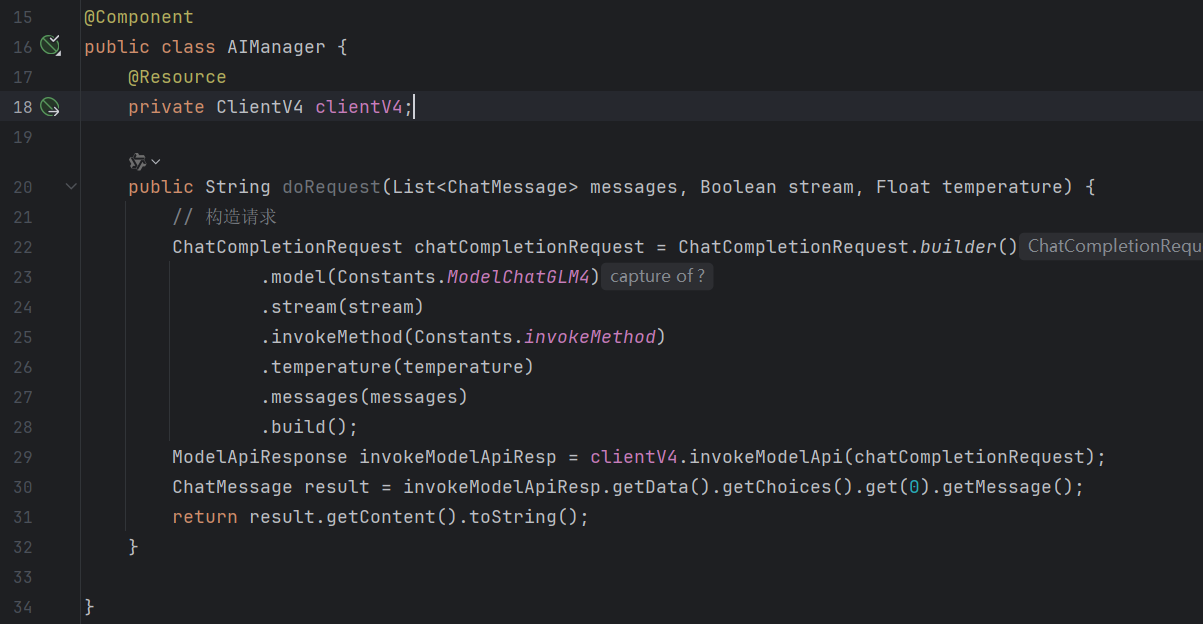 15 @Component
16 public class AIManager {
17 @Resource
18 private ClientV4 clientV4;
19
20 public String doRequest(List<ChatMessage> messages, Boolean stream, Float temperature) {
21 // 构造请求
22 ChatCompletionRequest chatCompletionRequest = ChatCompletionRequest.builder() ChatCompletionRequ
23 .model(Constants.ModelChatGLM4) capture of ?
24 .stream(stream)
25 .invokeMethod(Constants.invokeMethod)
26 .temperature(temperature)
27 .messages(messages)
28 .build();
29 ModelApiResponse invokeModelApiResp = clientV4.invokeModelApi(chatCompletionRequest);
30 ChatMessage result = invokeModelApiResp.getData().getChoices().get(0).getMessage();
31 return result.getContent().toString();
32 }
33
34 }